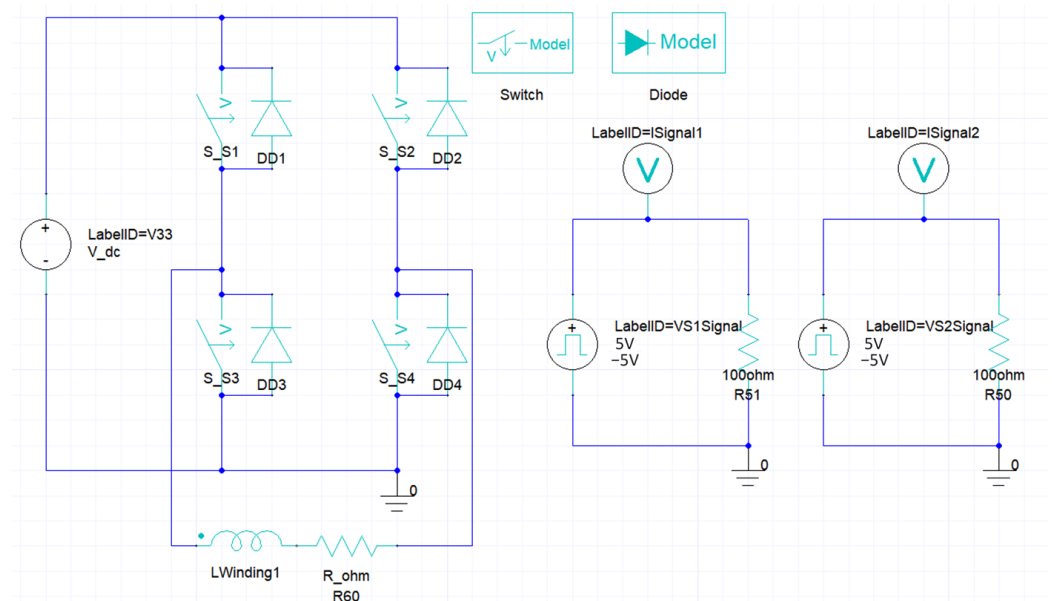 Model
Model
Switch
Diode
LabelID=ISignal1
LabelID=ISignal2
V
V
V
V
V
S_S1
DD1
S_S2
DD2
+
-
LabelID=V33
V_dc
V
V
S_S3
DD3
S_S4
DD4
+
LabelID=VS1Signal
5V
−5V
100ohm
R51
0
+
LabelID=VS2Signal
5V
−5V
100ohm
R50
0
0
LWinding1
R_ohm
R60